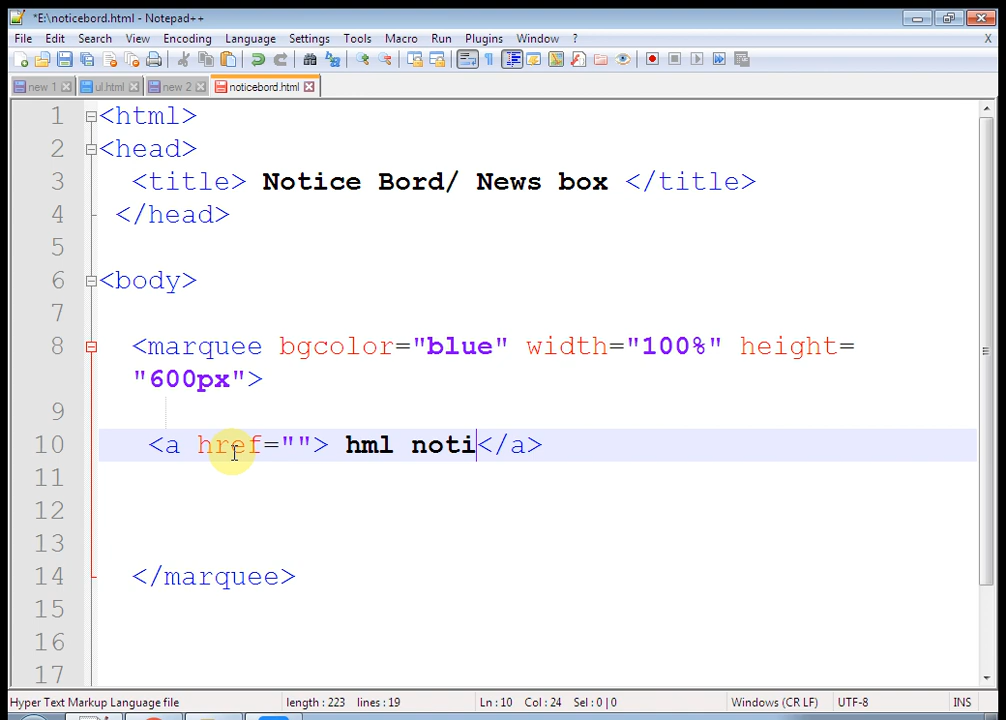 *E:\noticebord.html - Notepad++
File Edit Search View Encoding Language Settings Tools Macro Run Plugins Window ? X
new 1 ul.html new 2 noticebord.html
1 <html>
2 <head>
3 <title> Notice Bord/ News box </title>
4 </head>
5
6 <body>
7
8 <marquee bgcolor="blue" width="100%" height=
"600px">
9
10 <a href=""> hml noti</a>
11
12
13
14 </marquee>
15
16
17
Hyper Text Markup Language file length : 223 lines : 19 Ln : 10 Col : 24 Sel : 0 | 0 Windows (CR LF) UTF-8 INS